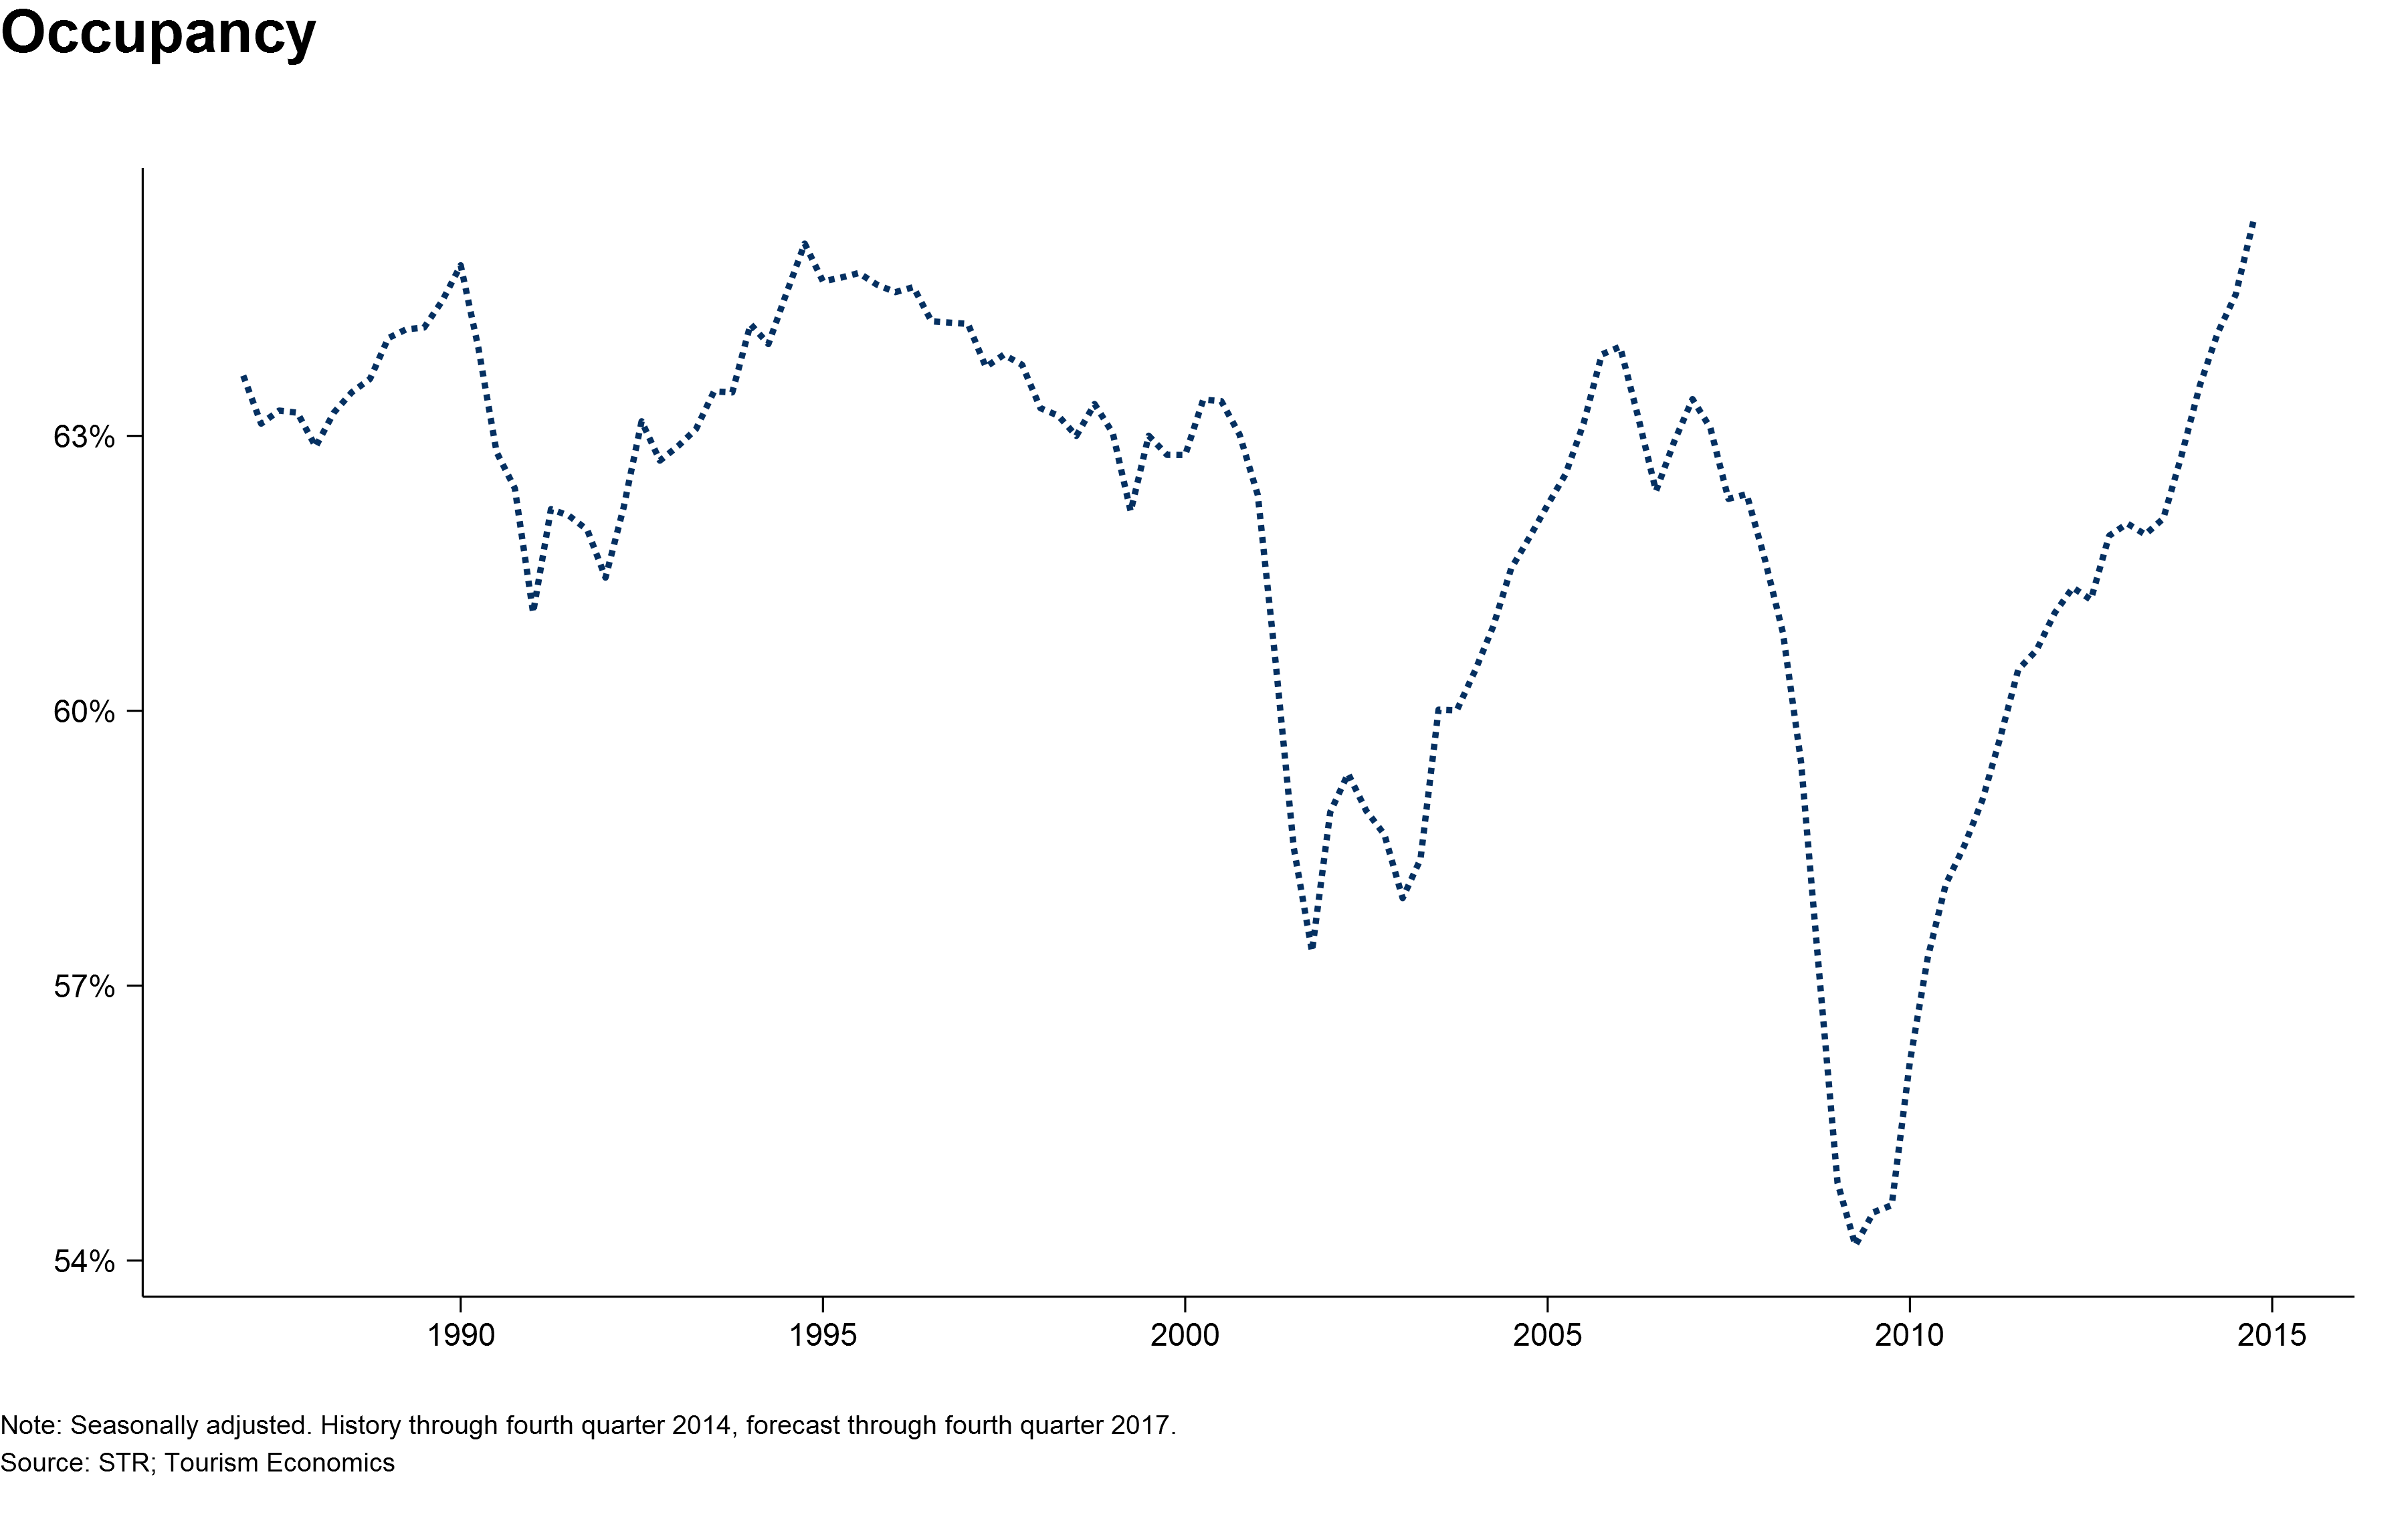 Occupancy
63%
60%
57%
54%
1990 1995 2000 2005 2010 2015
Note: Seasonally adjusted. History through fourth quarter 2014, forecast through fourth quarter 2017.
Source: STR; Tourism Economics